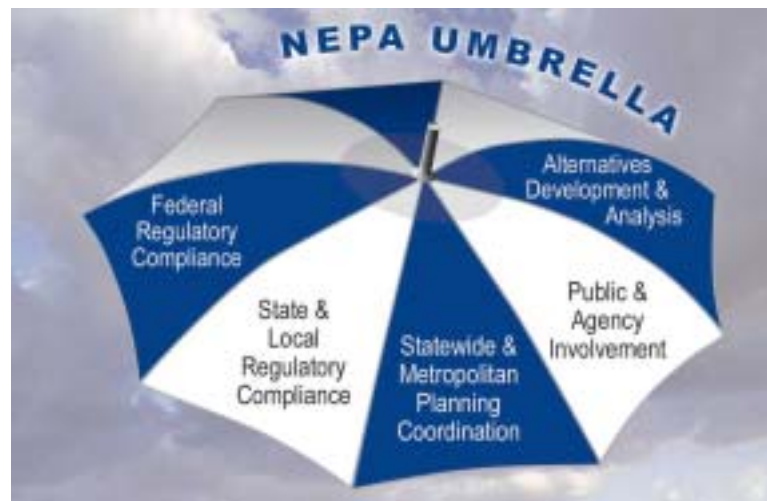 NEPA UMBRELLA
Federal
Regulatory
Compliance
State &
Local
Regulatory
Compliance
Statewide &
Metropolitan
Planning
Coordination
Public &
Agency
Involvement
Alternatives
Development &
Analysis